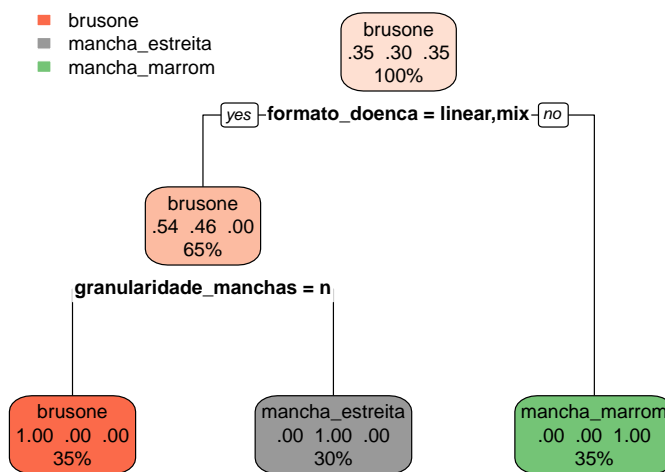 brusone
mancha_estreita
mancha_marrom
brusone
.35 .30 .35
100%
yes formato_doenca = linear,mix no
brusone
.54 .46 .00
65%
granularidade_manchas = n
brusone
1.00 .00 .00
35%
mancha_estreita
.00 1.00 .00
30%
mancha_marrom
.00 .00 1.00
35%